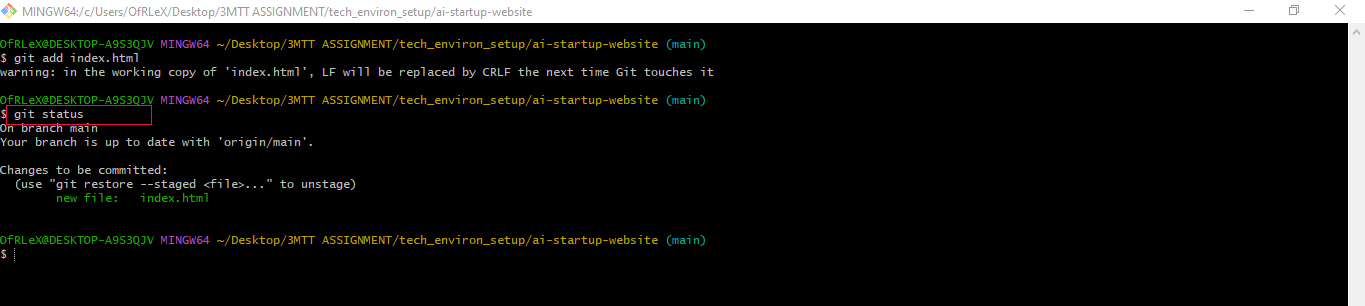 MINGW64:/c/Users/OfRLeX/Desktop/3MTT ASSIGNMENT/tech_environ_setup/ai-startup-website
OfRLeX@DESKTOP-A9S3QJV MINGW64 ~/Desktop/3MTT ASSIGNMENT/tech_environ_setup/ai-startup-website (main)
$ git add index.html
warning: in the working copy of 'index.html', LF will be replaced by CRLF the next time Git touches it
OfRLeX@DESKTOP-A9S3QJV MINGW64 ~/Desktop/3MTT ASSIGNMENT/tech_environ_setup/ai-startup-website (main)
$ git status
On branch main
Your branch is up to date with 'origin/main'.
Changes to be committed:
  (use "git restore --staged <file>..." to unstage)
        new file:   index.html
OfRLeX@DESKTOP-A9S3QJV MINGW64 ~/Desktop/3MTT ASSIGNMENT/tech_environ_setup/ai-startup-website (main)
$